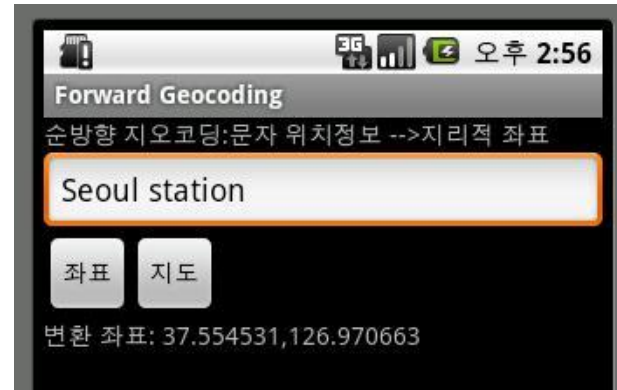 3G 오후 2:56
Forward Geocoding
순방향 지오코딩:문자 위치정보 -->지리적 좌표
Seoul station
좌표 지도
변환 좌표: 37.554531,126.970663